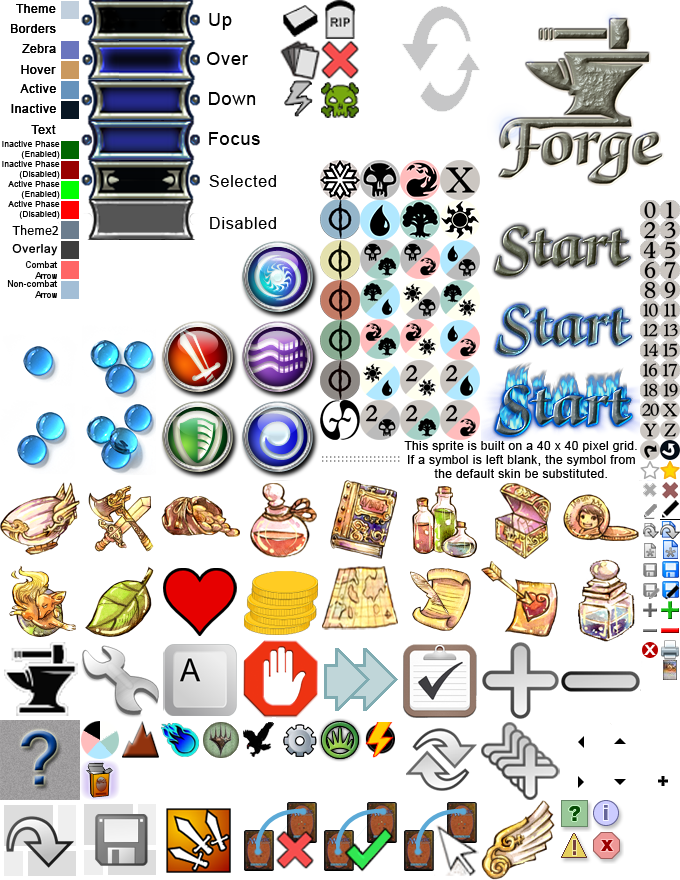 Theme
Borders
Zebra
Hover
Active
Inactive
Text
Inactive Phase
(Enabled)
Inactive Phase
(Disabled)
Active Phase
(Enabled)
Active Phase
(Disabled)
Theme2
Overlay
Combat
Arrow
Non-combat
Arrow
Up
Over
Down
Focus
Selected
Disabled
RIP
Forge
X
Start
Start
Start
2
2
2 2 2
0 1
2 3
4 5
6 7
8 9
10 11
12 13
14 15
16 17
18 19
20 X
Y Z
This sprite is built on a 40 x 40 pixel grid.
If a symbol is left blank, the symbol from
the default skin be substituted.
A
?
? i
! x